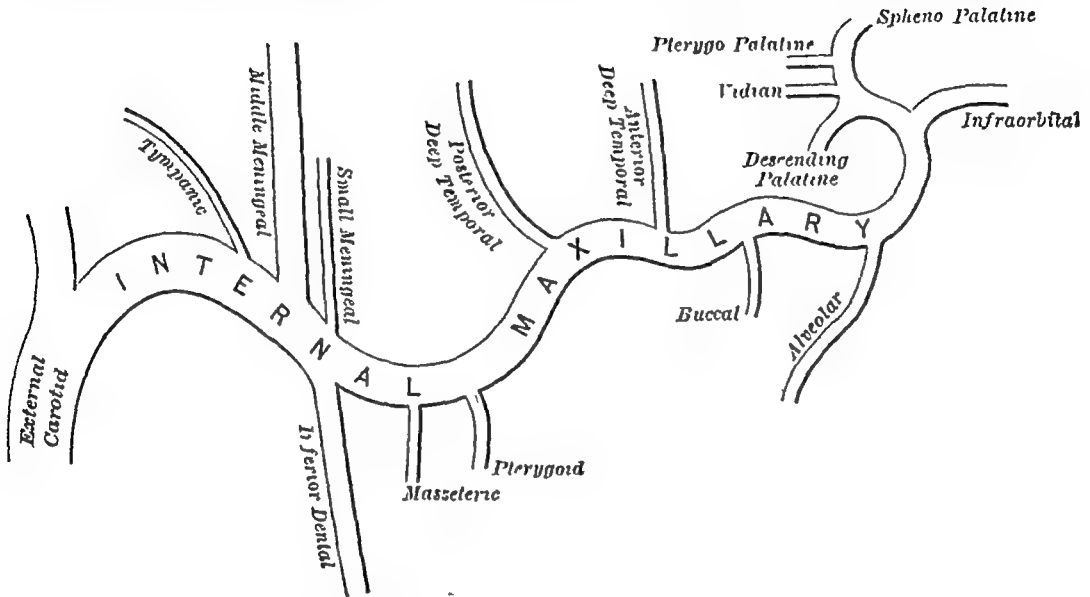 Spheno Palatine
Pterygo Palatine
Vidian
Infraorbital
Descending
Palatine
Anterior
Deep Temporal
Posterior
Deep Temporal
Middle Meningeal
Tympanic
Small Meningeal
INTERNAL MAXILLARY
Buccal
Alveolar
External
Carotid
Inferior Dental
Pterygoid
Masseteric